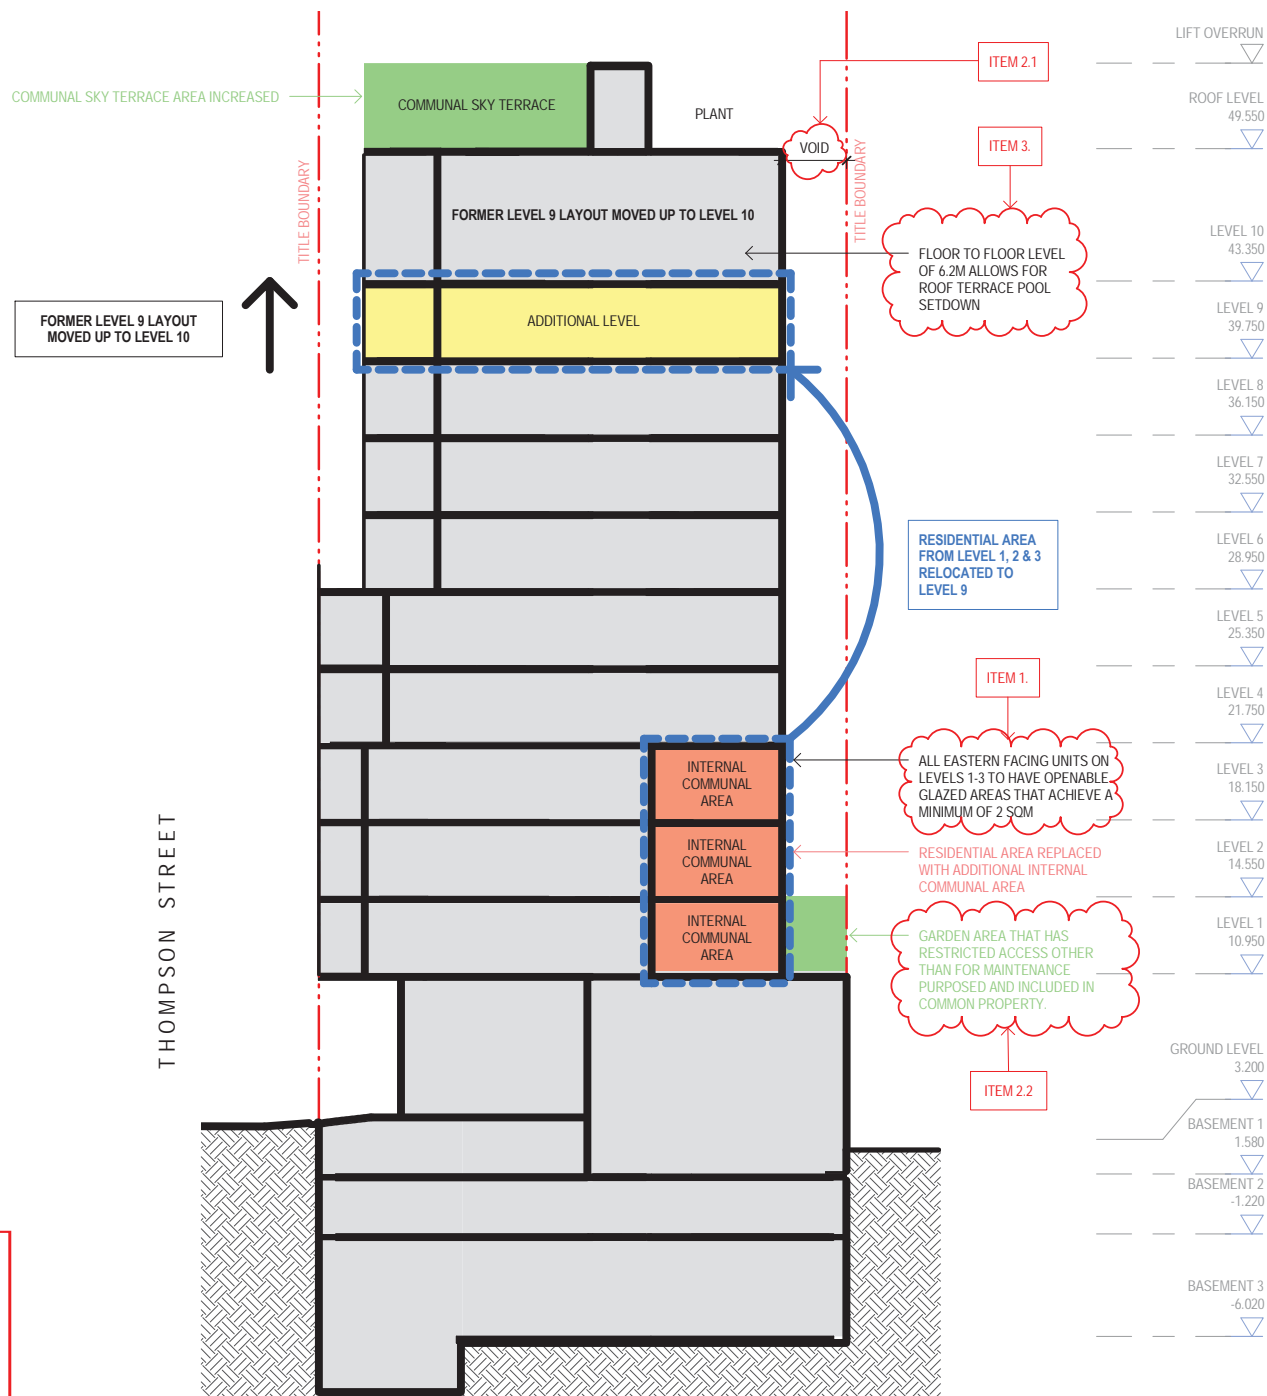 LIFT OVERRUN
ITEM 2.1
COMMUNAL SKY TERRACE AREA INCREASED
COMMUNAL SKY TERRACE
PLANT
ROOF LEVEL
49.550
VOID
ITEM 3.
TITLE BOUNDARY
TITLE BOUNDARY
FORMER LEVEL 9 LAYOUT MOVED UP TO LEVEL 10
FLOOR TO FLOOR LEVEL
OF 6.2M ALLOWS FOR
ROOF TERRACE POOL
SETDOWN
LEVEL 10
43.350
FORMER LEVEL 9 LAYOUT
MOVED UP TO LEVEL 10
ADDITIONAL LEVEL
LEVEL 9
39.750
LEVEL 8
36.150
LEVEL 7
32.550
RESIDENTIAL AREA
FROM LEVEL 1, 2 & 3
RELOCATED TO
LEVEL 9
LEVEL 6
28.950
LEVEL 5
25.350
ITEM 1.
LEVEL 4
21.750
INTERNAL
COMMUNAL
AREA
ALL EASTERN FACING UNITS ON
LEVELS 1-3 TO HAVE OPENABLE
GLAZED AREAS THAT ACHIEVE A
MINIMUM OF 2 SQM
LEVEL 3
18.150
INTERNAL
COMMUNAL
AREA
RESIDENTIAL AREA REPLACED
WITH ADDITIONAL INTERNAL
COMMUNAL AREA
LEVEL 2
14.550
INTERNAL
COMMUNAL
AREA
GARDEN AREA THAT HAS
RESTRICTED ACCESS OTHER
THAN FOR MAINTENANCE
PURPOSED AND INCLUDED IN
COMMON PROPERTY.
LEVEL 1
10.950
THOMPSON STREET
ITEM 2.2
GROUND LEVEL
3.200
BASEMENT 1
1.580
BASEMENT 2
-1.220
BASEMENT 3
-6.020